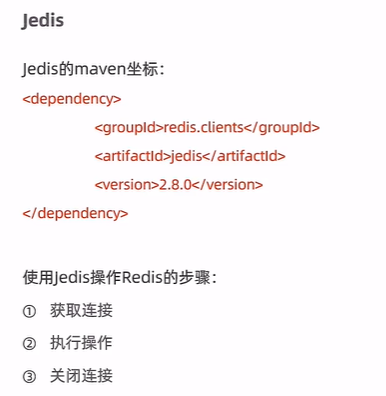 Jedis
Jedis的maven坐标：
<dependency>
<groupId>redis.clients</groupId>
<artifactId>jedis</artifactId>
<version>2.8.0</version>
</dependency>
使用Jedis操作Redis的步骤：
① 获取连接
② 执行操作
③ 关闭连接